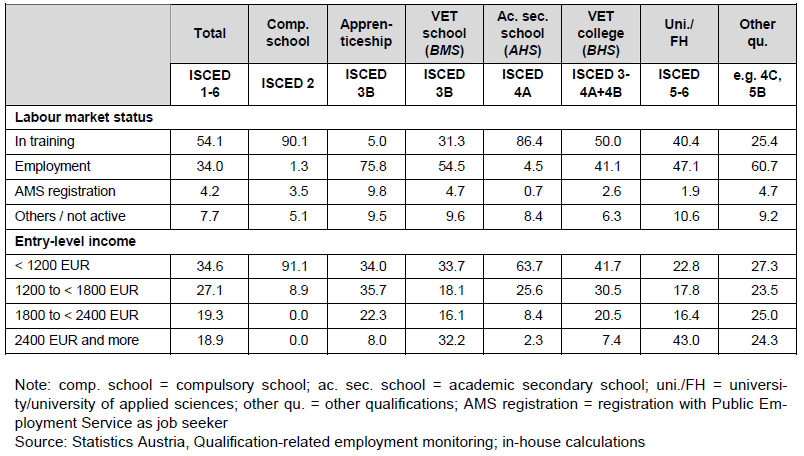 Total Comp. school Appren-ticeship VET school (BMS) Ac. sec. school (AHS) VET college (BHS) Uni./ FH Other qu.
ISCED 1-6 ISCED 2 ISCED 3B ISCED 3B ISCED 4A ISCED 3-4A+4B ISCED 5-6 e.g. 4C, 5B
Labour market status
In training 54.1 90.1 5.0 31.3 86.4 50.0 40.4 25.4
Employment 34.0 1.3 75.8 54.5 4.5 41.1 47.1 60.7
AMS registration 4.2 3.5 9.8 4.7 0.7 2.6 1.9 4.7
Others / not active 7.7 5.1 9.5 9.6 8.4 6.3 10.6 9.2
Entry-level income
< 1200 EUR 34.6 91.1 34.0 33.7 63.7 41.7 22.8 27.3
1200 to < 1800 EUR 27.1 8.9 35.7 18.1 25.6 30.5 17.8 23.5
1800 to < 2400 EUR 19.3 0.0 22.3 16.1 8.4 20.5 16.4 25.0
2400 EUR and more 18.9 0.0 8.0 32.2 2.3 7.4 43.0 24.3
Note: comp. school = compulsory school; ac. sec. school = academic secondary school; uni./FH = universi-
ty/university of applied sciences; other qu. = other qualifications; AMS registration = registration with Public Em-
ployment Service as job seeker
Source: Statistics Austria, Qualification-related employment monitoring; in-house calculations